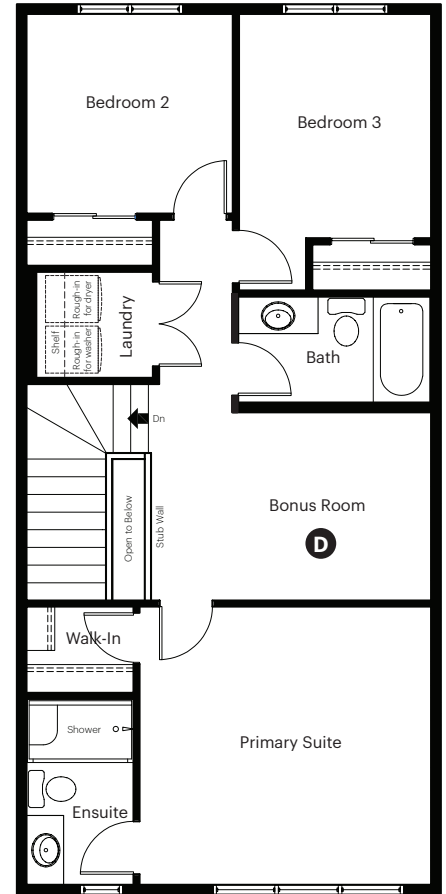 Bedroom 2
Bedroom 3
Rough-in
for dryer
Shelf
Rough-in
for washer
Laundry
Bath
Dn
Open to Below
Stub Wall
Bonus Room
D
Walk-In
Shower
Primary Suite
Ensuite